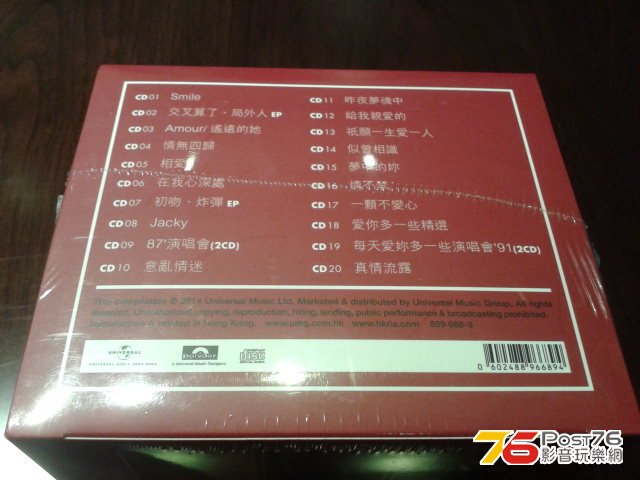 CD01 Smile
CD02 交叉算了．局外人 EP
CD03 Amour/ 遙遠的她
CD04 情無四歸
CD05 相愛
CD06 在我心深處
CD07 初吻．炸彈 EP
CD08 Jacky
CD09 87'演唱會(2CD)
CD10 意亂情迷
CD11 昨夜夢魂中
CD12 給我親愛的
CD13 祇願一生愛一人
CD14 似曾相識
CD15 夢中的妳
CD16 情不禁
CD17 一顆不變心
CD18 愛你多一些精選
CD19 每天愛妳多一些演唱會'91(2CD)
CD20 真情流露
This compilation © 2014 Universal Music Ltd. Marketed & distributed by Universal Music Group. All rights
reserved. Unauthorized copying, reproduction, hiring, lending, public performance & broadcasting prohibited.
Manufactured & printed in Hong Kong. www.umg.com.hk www.hkria.com 889 668-9
UNIVERSAL
UNIVERSAL MUSIC HONG KONG
polydor
a Universal Music Company
COMPACT
disc
DIGITAL AUDIO
0 602488 966894
76 Post76
影音玩樂網